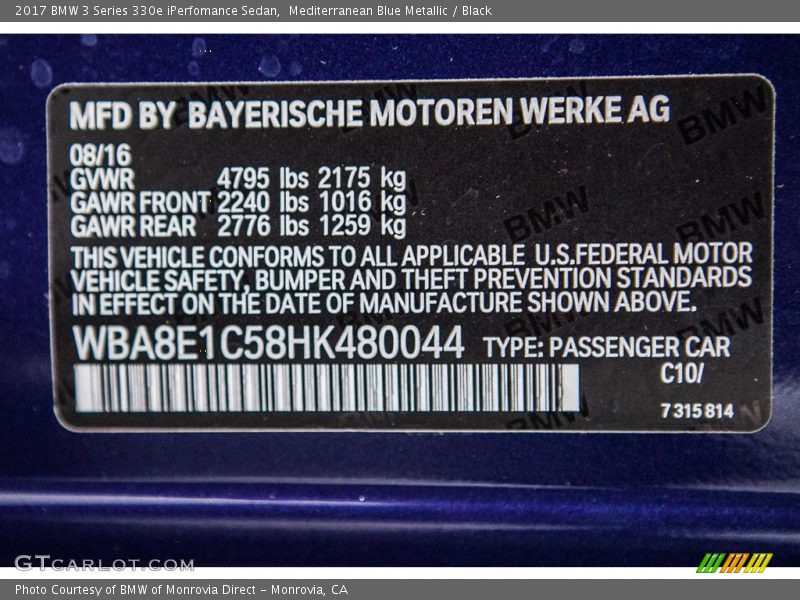 2017 BMW 3 Series 330e iPerfomance Sedan,  Mediterranean Blue Metallic / Black
MFD BY BAYERISCHE MOTOREN WERKE AG
08/16
GVWR 4795 lbs 2175 kg
GAWR FRONT 2240 lbs 1016 kg
GAWR REAR 2776 lbs 1259 kg
THIS VEHICLE CONFORMS TO ALL APPLICABLE U.S.FEDERAL MOTOR
VEHICLE SAFETY, BUMPER AND THEFT PREVENTION STANDARDS
IN EFFECT ON THE DATE OF MANUFACTURE SHOWN ABOVE.
WBA8E1C58HK480044 TYPE: PASSENGER CAR
C10/
7 315 814
GTCARLOT.COM
Photo Courtesy of BMW of Monrovia Direct - Monrovia, CA